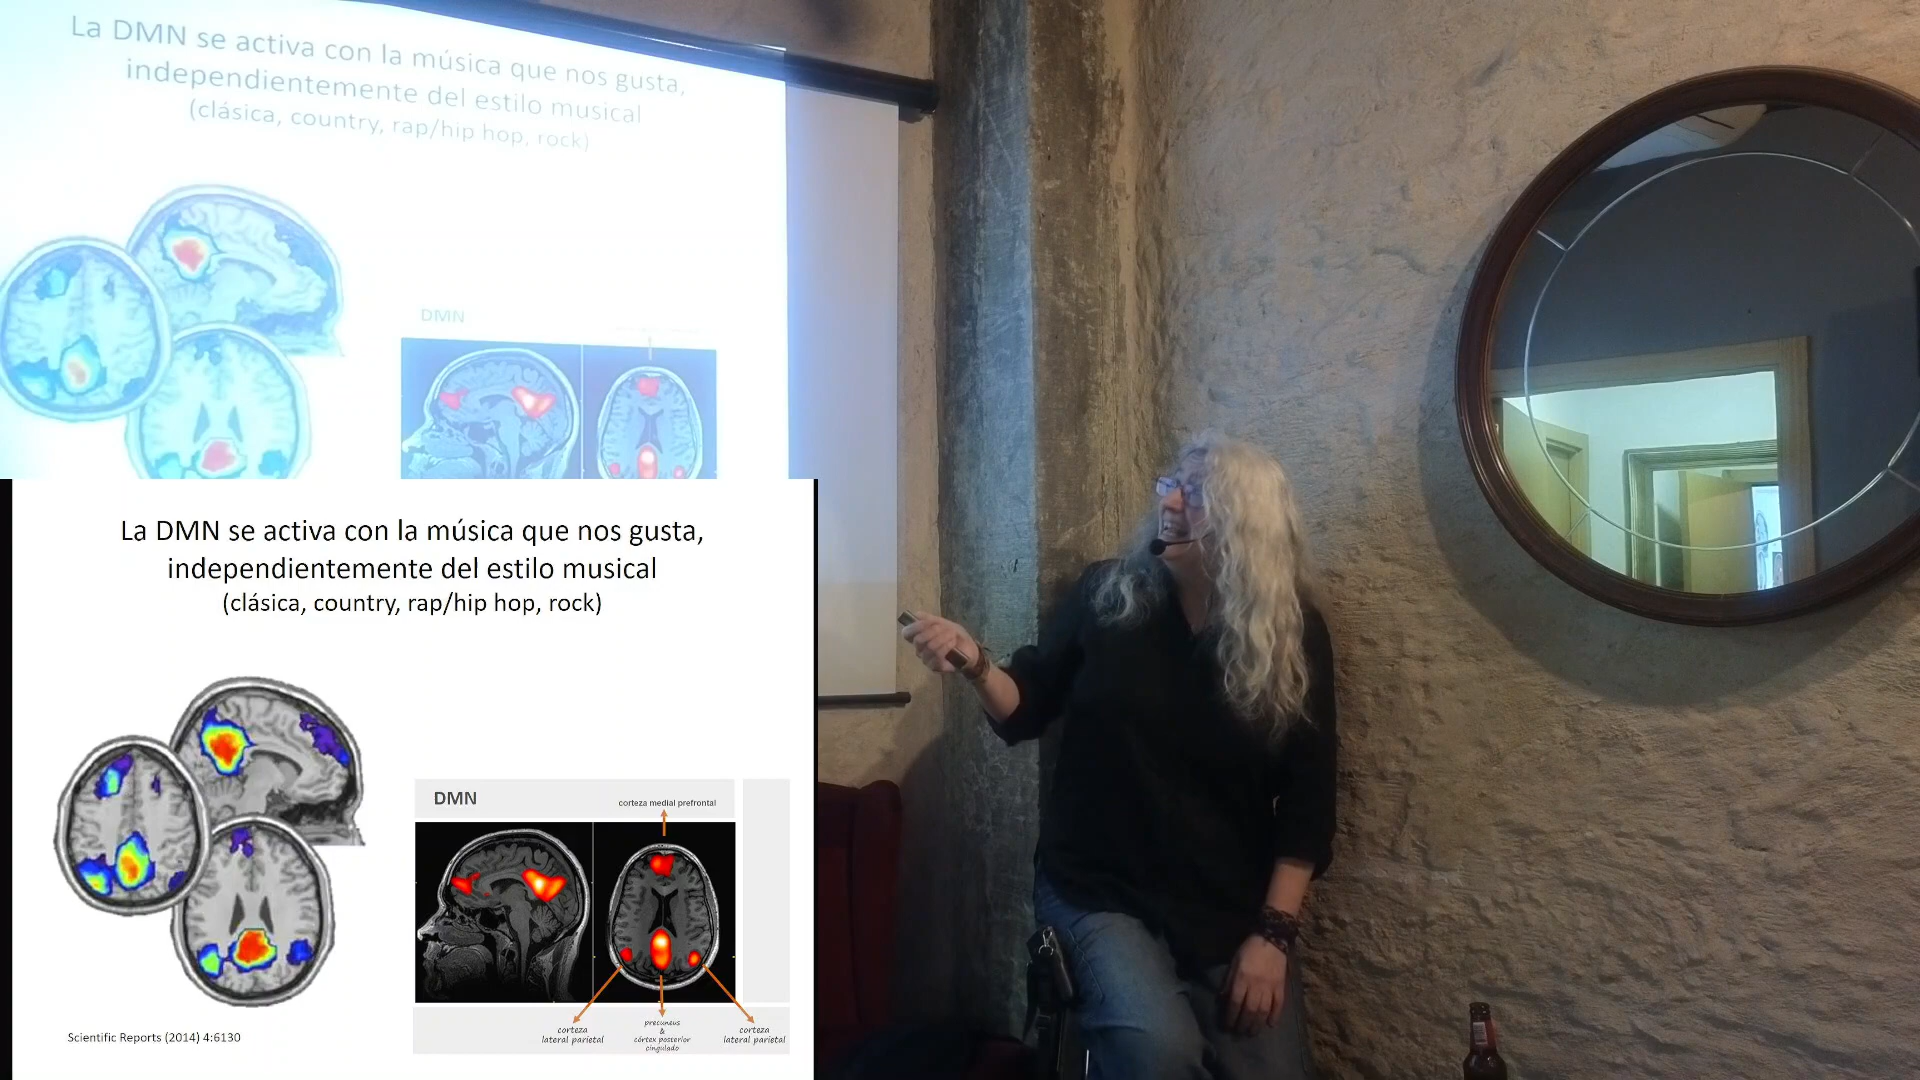 La DMN se activa con la música que nos gusta,
independientemente del estilo musical
(clásica, country, rap/hip hop, rock)
DMN
La DMN se activa con la música que nos gusta,
independientemente del estilo musical
(clásica, country, rap/hip hop, rock)
DMN
corteza medial prefrontal
corteza
lateral parietal
precuneus
&
córtex posterior
cingulado
corteza
lateral parietal
Scientific Reports (2014) 4:6130